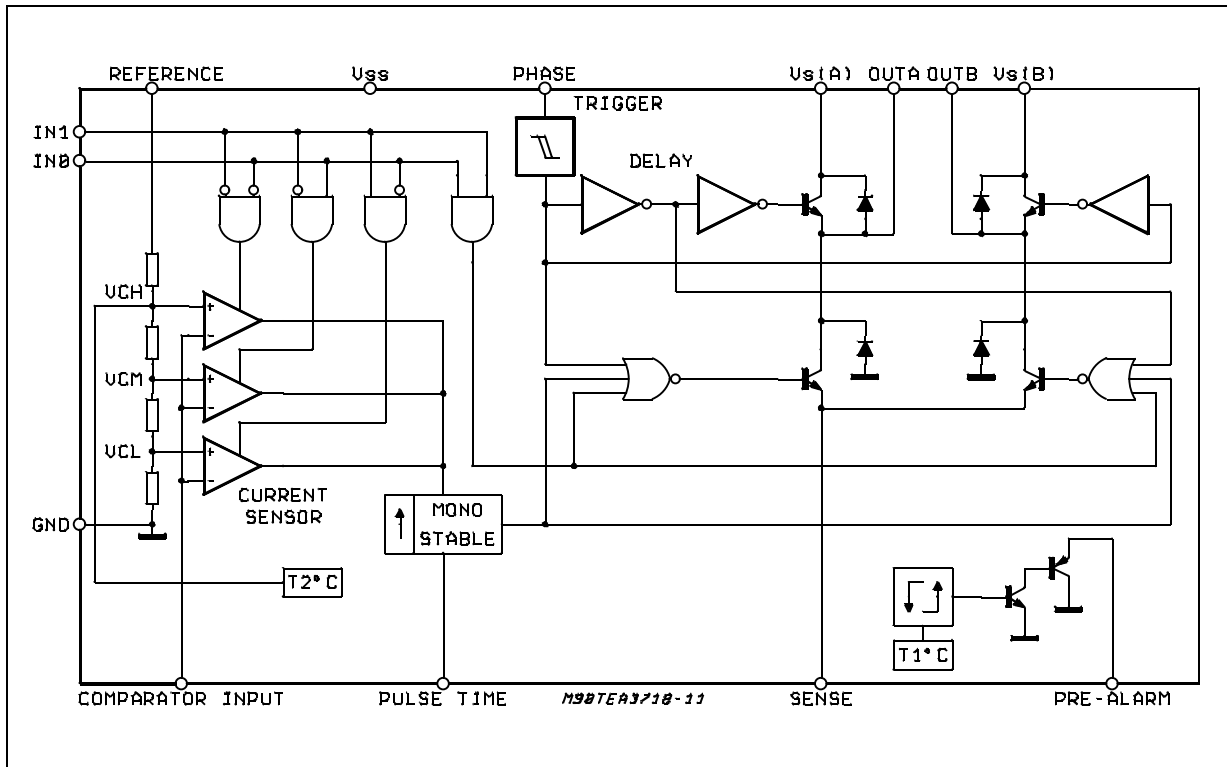 REFERENCE Vss PHASE Vs(A) OUTA OUTB Vs(B)
TRIGGER
IN1
IN0
DELAY
VCH
+
-
VCM
+
-
VCL
+
-
CURRENT
SENSOR
GND
MONO
STABLE
T2°C
T1°C
COMPARATOR INPUT PULSE TIME M90TEA3718-11 SENSE PRE-ALARM